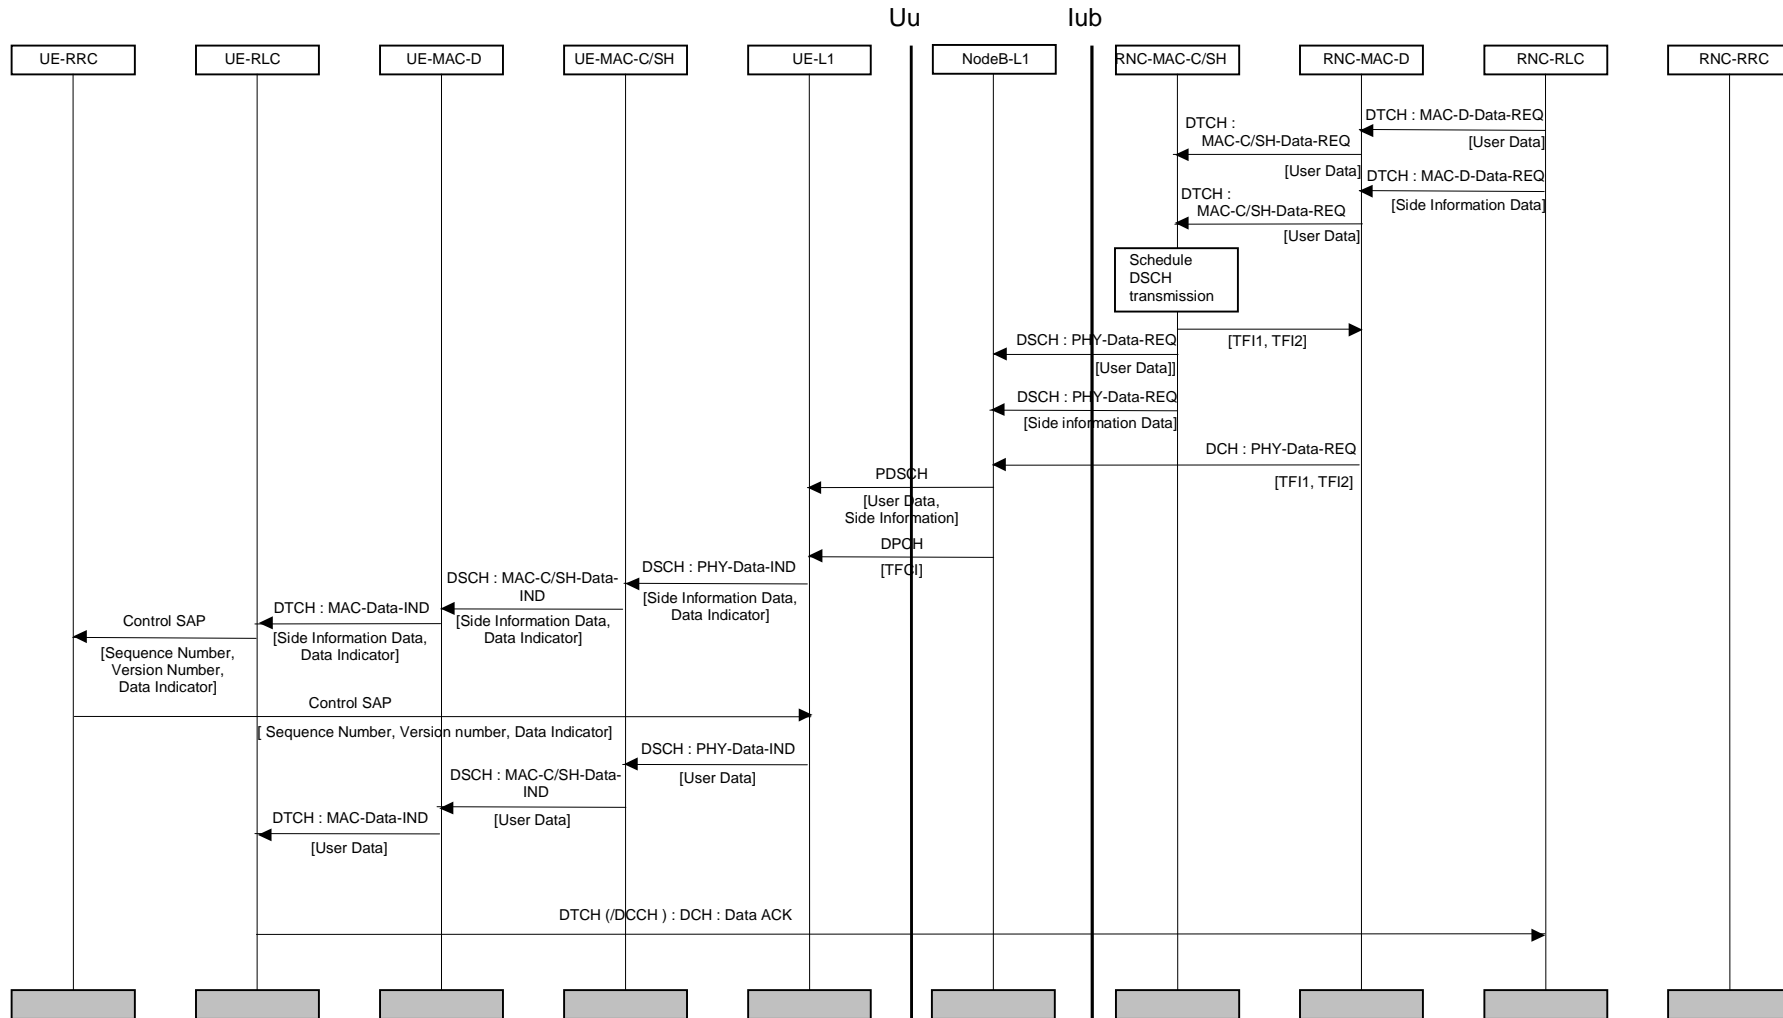 Uu
Iub
UE-RRC
UE-RLC
UE-MAC-D
UE-MAC-C/SH
UE-L1
NodeB-L1
RNC-MAC-C/SH
RNC-MAC-D
RNC-RLC
RNC-RRC
DTCH : MAC-D-Data-REQ
[User Data]
DTCH :
MAC-C/SH-Data-REQ
[User Data]
DTCH : MAC-D-Data-REQ
[Side Information Data]
DTCH :
MAC-C/SH-Data-REQ
[User Data]
Schedule
DSCH
transmission
[TFI1, TFI2]
DSCH : PHY-Data-REQ
[User Data]]
DSCH : PHY-Data-REQ
[Side information Data]
DCH : PHY-Data-REQ
[TFI1, TFI2]
PDSCH
[User Data,
Side Information]
DPCH
[TFCI]
DSCH : PHY-Data-IND
[Side Information Data,
Data Indicator]
DSCH : MAC-C/SH-Data-
IND
[Side Information Data,
Data Indicator]
DTCH : MAC-Data-IND
[Side Information Data,
Data Indicator]
Control SAP
[Sequence Number,
Version Number,
Data Indicator]
Control SAP
[ Sequence Number, Version number, Data Indicator]
DSCH : PHY-Data-IND
[User Data]
DSCH : MAC-C/SH-Data-
IND
[User Data]
DTCH : MAC-Data-IND
[User Data]
DTCH (/DCCH ) : DCH : Data ACK